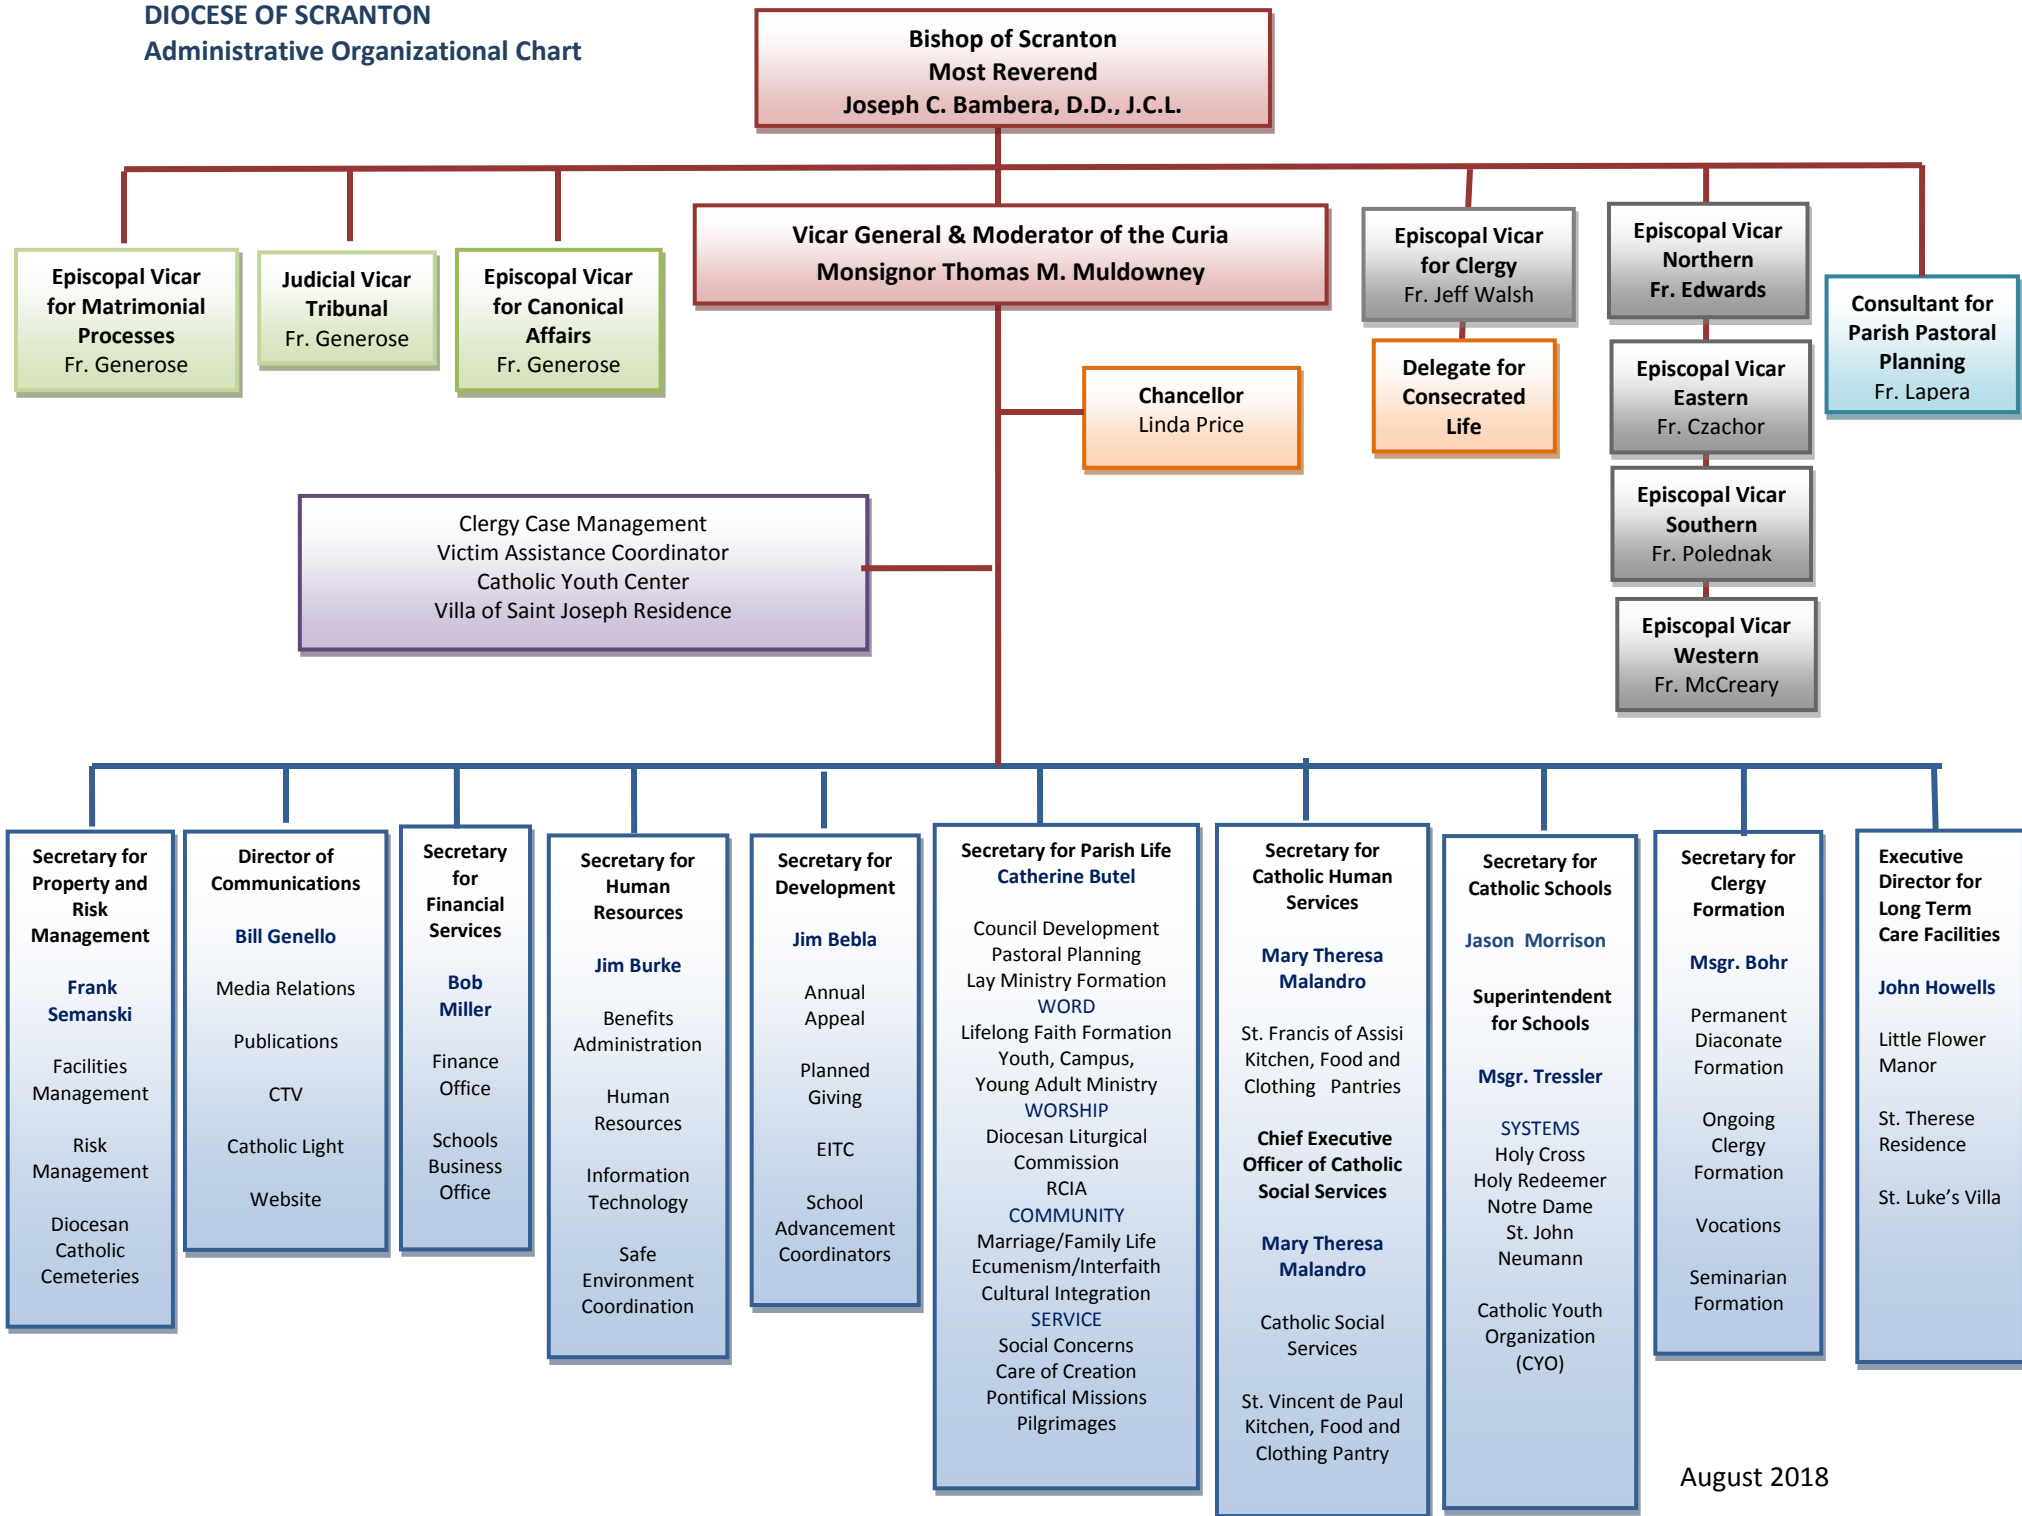 DIOCESE OF SCRANTON
Administrative Organizational Chart
Bishop of Scranton
Most Reverend
Joseph C. Bambera, D.D., J.C.L.
Episcopal Vicar
for Matrimonial
Processes
Fr. Generose
Judicial Vicar
Tribunal
Fr. Generose
Episcopal Vicar
for Canonical
Affairs
Fr. Generose
Vicar General & Moderator of the Curia
Monsignor Thomas M. Muldowney
Episcopal Vicar
for Clergy
Fr. Jeff Walsh
Delegate for
Consecrated
Life
Episcopal Vicar
Northern
Fr. Edwards
Episcopal Vicar
Eastern
Fr. Czachor
Episcopal Vicar
Southern
Fr. Polednak
Episcopal Vicar
Western
Fr. McCreary
Consultant for
Parish Pastoral
Planning
Fr. Lapera
Chancellor
Linda Price
Clergy Case Management
Victim Assistance Coordinator
Catholic Youth Center
Villa of Saint Joseph Residence
Secretary for
Property and
Risk
Management
Frank
Semanski
Facilities
Management
Risk
Management
Diocesan
Catholic
Cemeteries
Director of
Communications
Bill Genello
Media Relations
Publications
CTV
Catholic Light
Website
Secretary
for
Financial
Services
Bob
Miller
Finance
Office
Schools
Business
Office
Secretary for
Human
Resources
Jim Burke
Benefits
Administration
Human
Resources
Information
Technology
Safe
Environment
Coordination
Secretary for
Development
Jim Bebla
Annual
Appeal
Planned
Giving
EITC
School
Advancement
Coordinators
Secretary for Parish Life
Catherine Butel
Council Development
Pastoral Planning
Lay Ministry Formation
WORD
Lifelong Faith Formation
Youth, Campus,
Young Adult Ministry
WORSHIP
Diocesan Liturgical
Commission
RCIA
COMMUNITY
Marriage/Family Life
Ecumenism/Interfaith
Cultural Integration
SERVICE
Social Concerns
Care of Creation
Pontifical Missions
Pilgrimages
Secretary for
Catholic Human
Services
Mary Theresa
Malandro
St. Francis of Assisi
Kitchen, Food and
Clothing Pantries
Chief Executive
Officer of Catholic
Social Services
Mary Theresa
Malandro
Catholic Social
Services
St. Vincent de Paul
Kitchen, Food and
Clothing Pantry
Secretary for
Catholic Schools
Jason Morrison
Superintendent
for Schools
Msgr. Tressler
SYSTEMS
Holy Cross
Holy Redeemer
Notre Dame
St. John
Neumann
Catholic Youth
Organization
(CYO)
Secretary for
Clergy
Formation
Msgr. Bohr
Permanent
Diaconate
Formation
Ongoing
Clergy
Formation
Vocations
Seminarian
Formation
Executive
Director for
Long Term
Care Facilities
John Howells
Little Flower
Manor
St. Therese
Residence
St. Luke’s Villa
August 2018